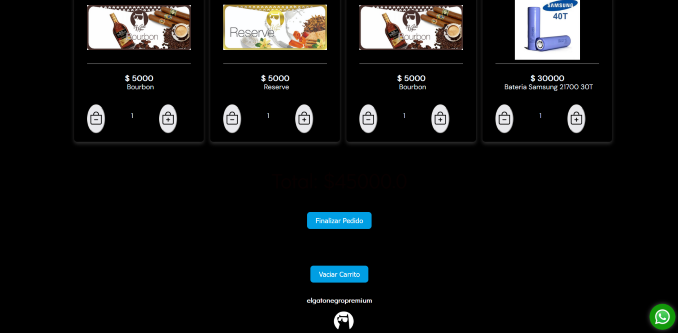 Bourbon
Reserve
Bourbon
SAMSUNG
40T
$ 5000
Bourbon
$ 5000
Reserve
$ 5000
Bourbon
$ 30000
Bateria Samsung 21700 30T
1
1
1
1
Finalizar Pedido
Vaciar Carrito
elgatonegropremium